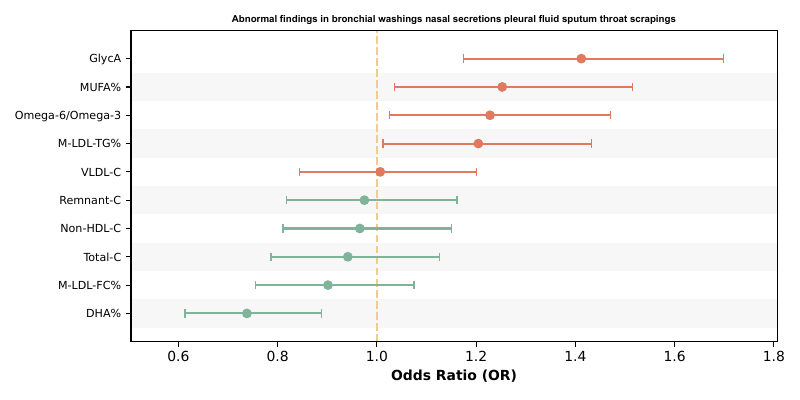 Abnormal findings in bronchial washings nasal secretions pleural fluid sputum throat scrapings
GlycA
MUFA%
Omega-6/Omega-3
M-LDL-TG%
VLDL-C
Remnant-C
Non-HDL-C
Total-C
M-LDL-FC%
DHA%
0.6 0.8 1.0 1.2 1.4 1.6 1.8
Odds Ratio (OR)